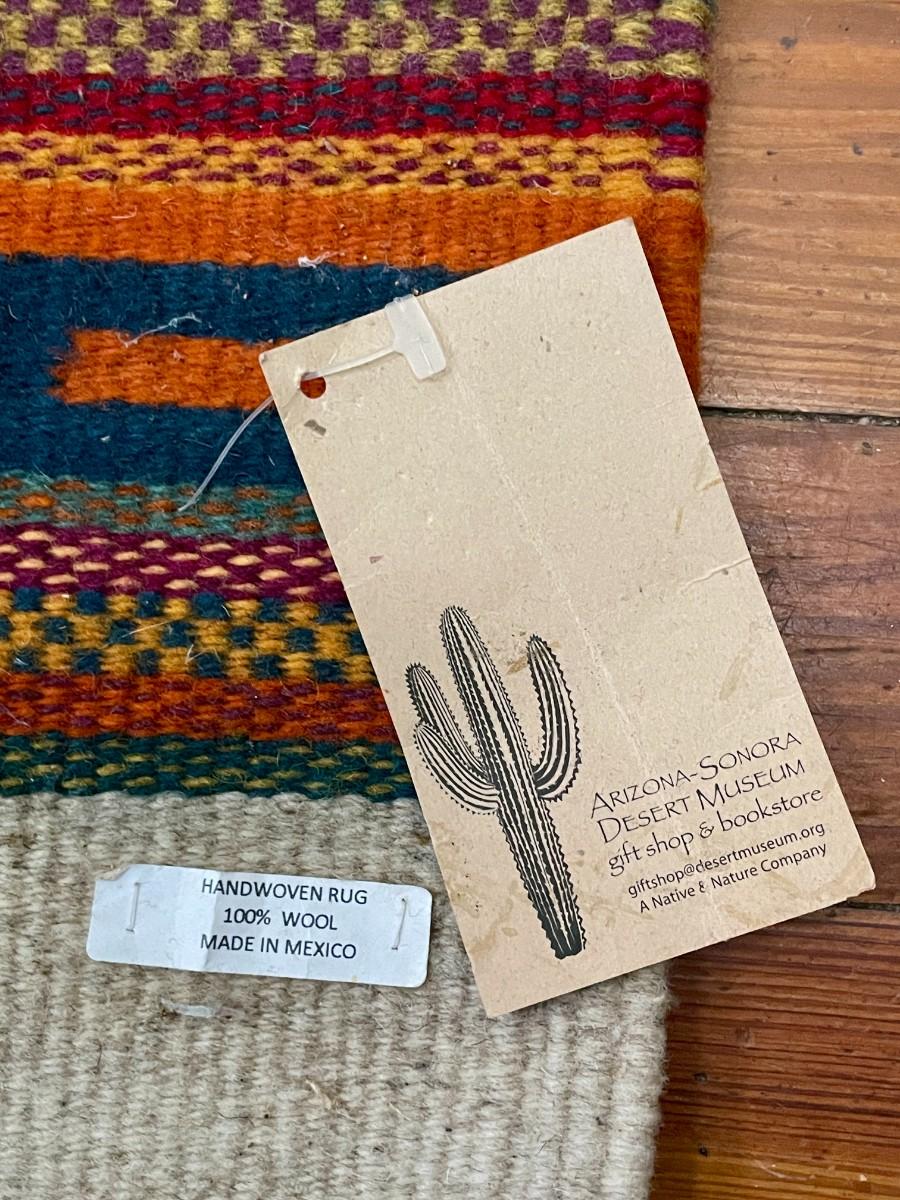 ARIZONA-SONORA
DESERT MUSEUM
gift shop & bookstore
giftshop@desertmuseum.org
A Native & Nature Company
HANDWOVEN RUG
100% WOOL
MADE IN MEXICO